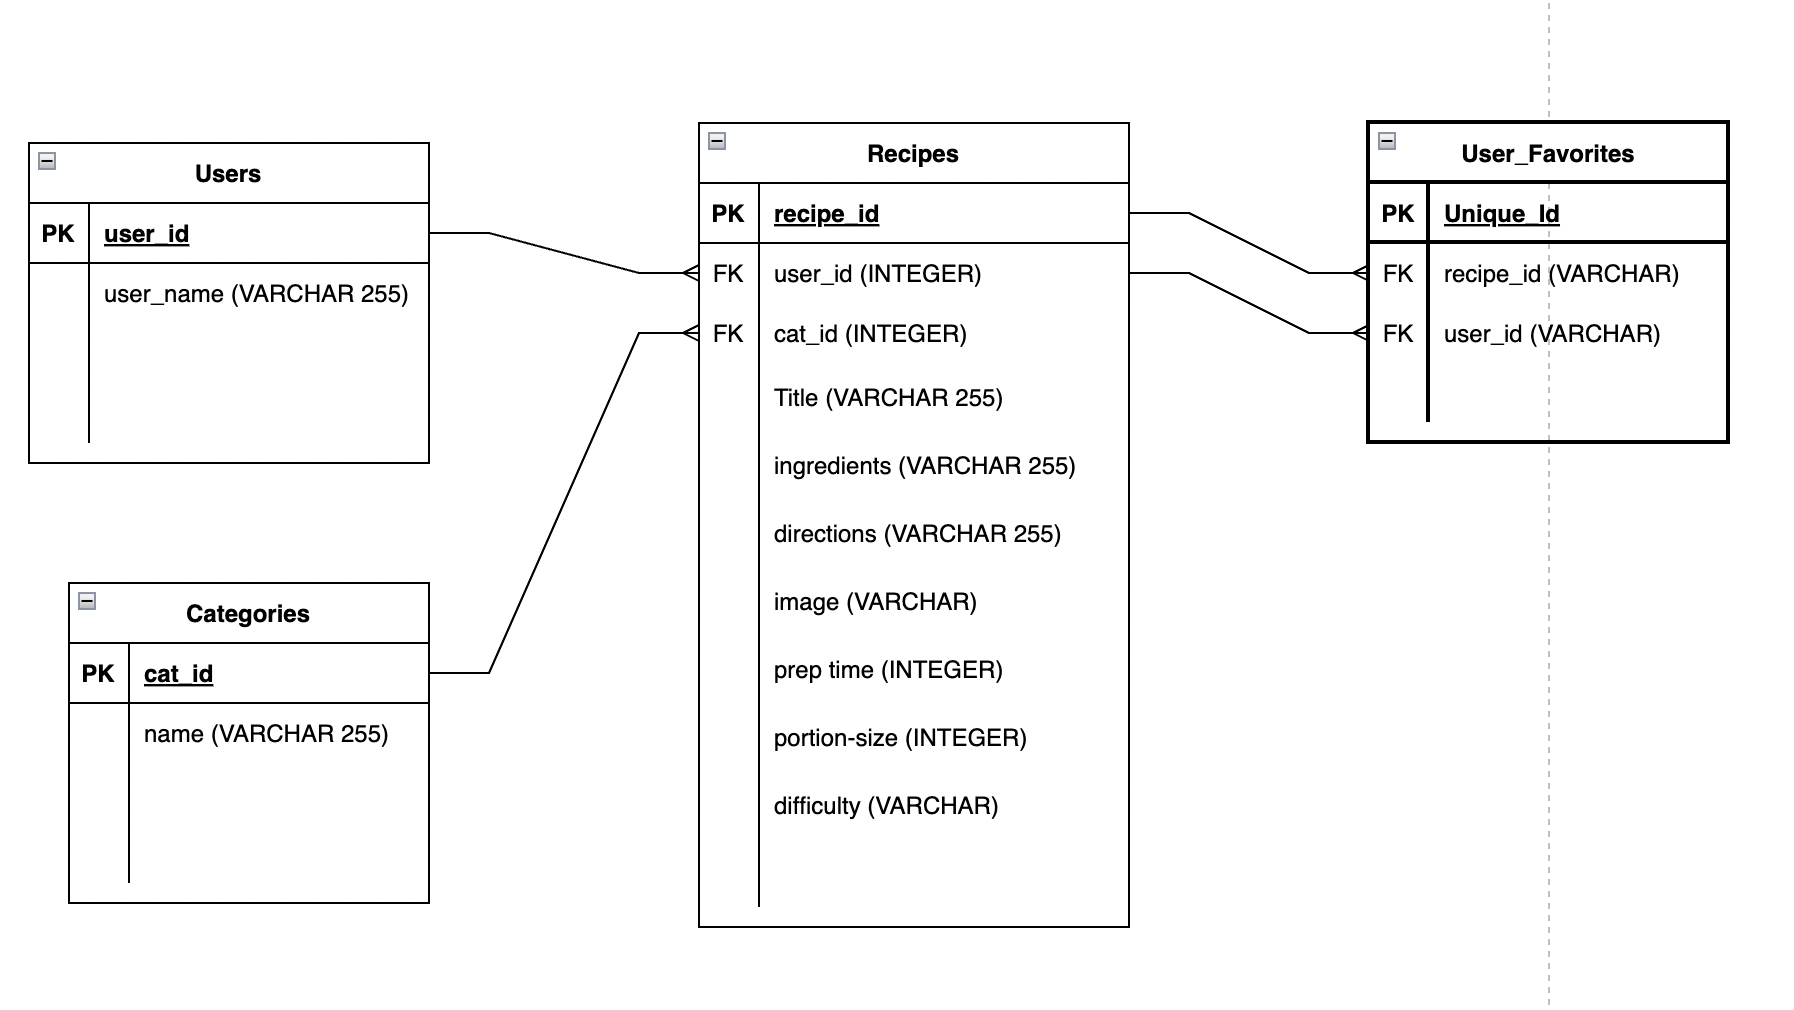 Users
PK user_id
user_name (VARCHAR 255)
Categories
PK cat_id
name (VARCHAR 255)
Recipes
PK recipe_id
FK user_id (INTEGER)
FK cat_id (INTEGER)
Title (VARCHAR 255)
ingredients (VARCHAR 255)
directions (VARCHAR 255)
image (VARCHAR)
prep time (INTEGER)
portion-size (INTEGER)
difficulty (VARCHAR)
User_Favorites
PK Unique_Id
FK recipe_id (VARCHAR)
FK user_id (VARCHAR)